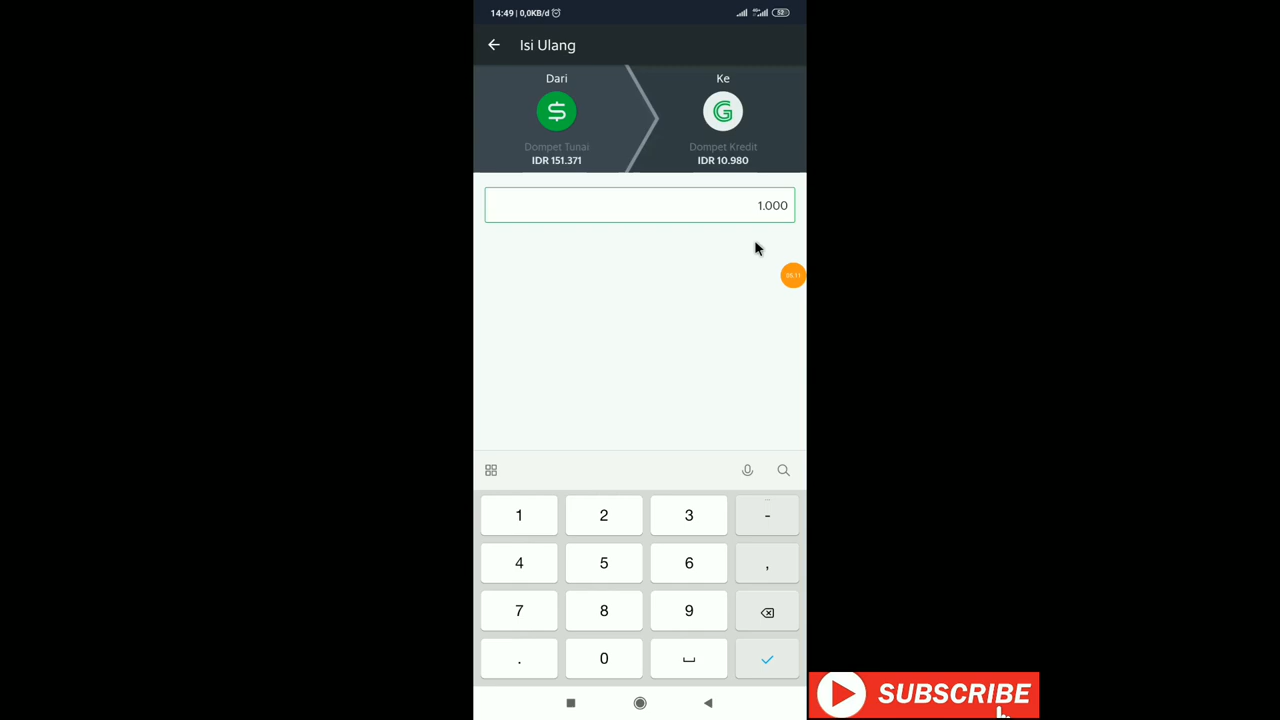 14:49 | 0,0KB/d
Isi Ulang
Dari
Ke
Dompet Tunai
IDR 151.371
Dompet Kredit
IDR 10.980
1.000
1 2 3 -
4 5 6 ,
7 8 9
. 0
SUBSCRIBE